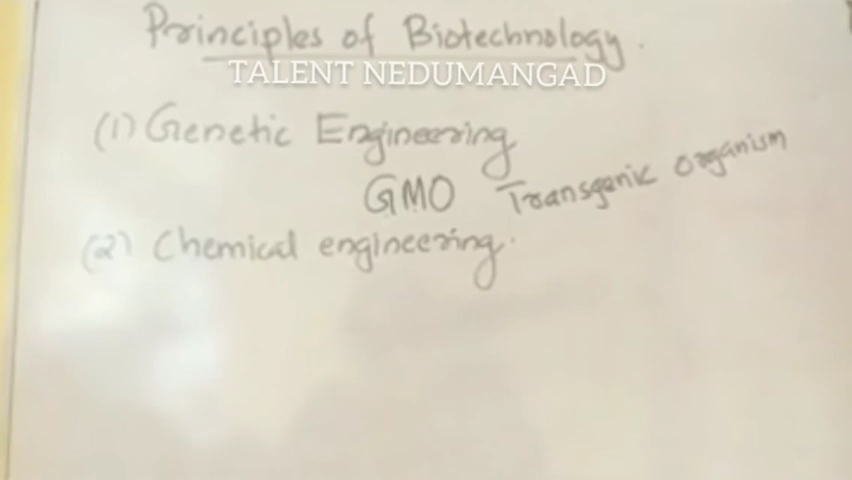 Principles of Biotechnology.
TALENT NEDUMANGAD
(1) Genetic Engineering
GMO Transgenic organism
(2) Chemical engineering.